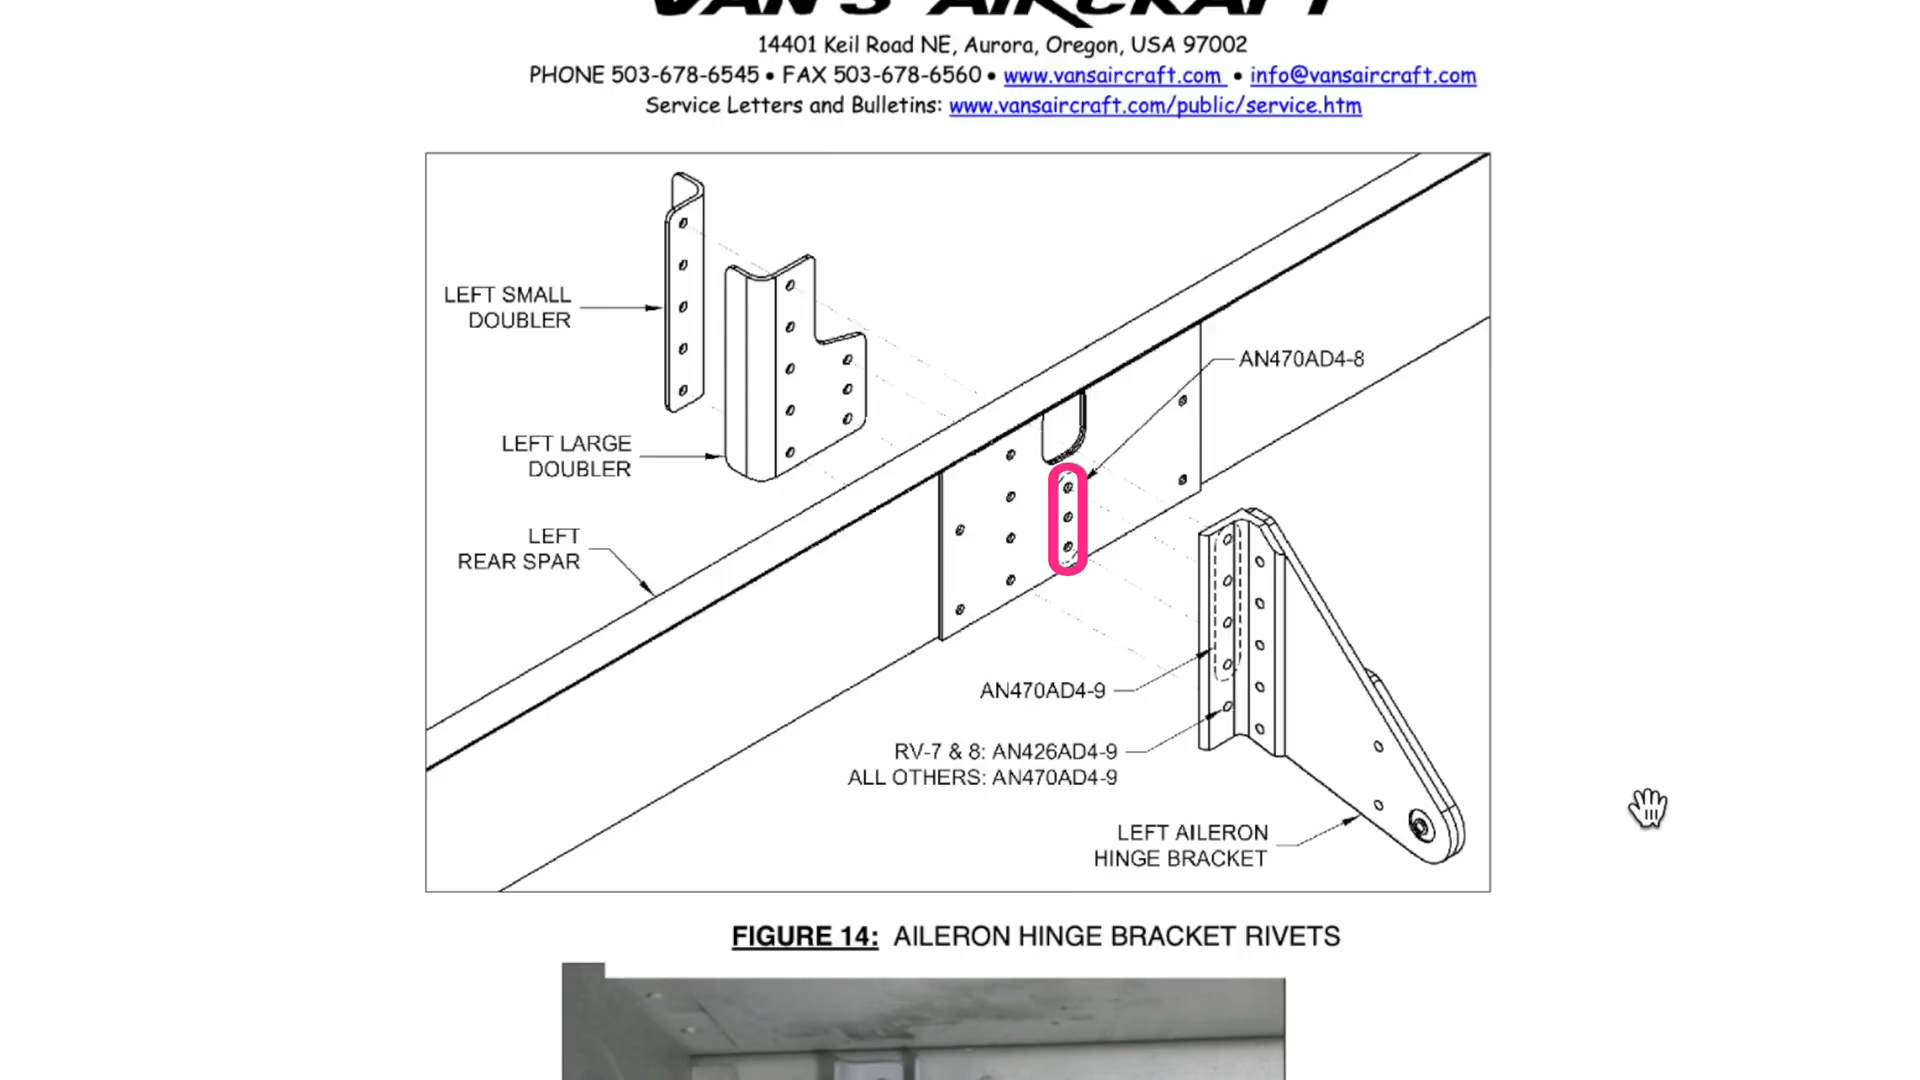 VAN'S AIRCRAFT
14401 Keil Road NE, Aurora, Oregon, USA 97002
PHONE 503-678-6545 • FAX 503-678-6560 • www.vansaircraft.com • info@vansaircraft.com
Service Letters and Bulletins: www.vansaircraft.com/public/service.htm
LEFT SMALL
DOUBLER
AN470AD4-8
LEFT LARGE
DOUBLER
LEFT
REAR SPAR
AN470AD4-9
RV-7 & 8: AN426AD4-9
ALL OTHERS: AN470AD4-9
LEFT AILERON
HINGE BRACKET
FIGURE 14: AILERON HINGE BRACKET RIVETS